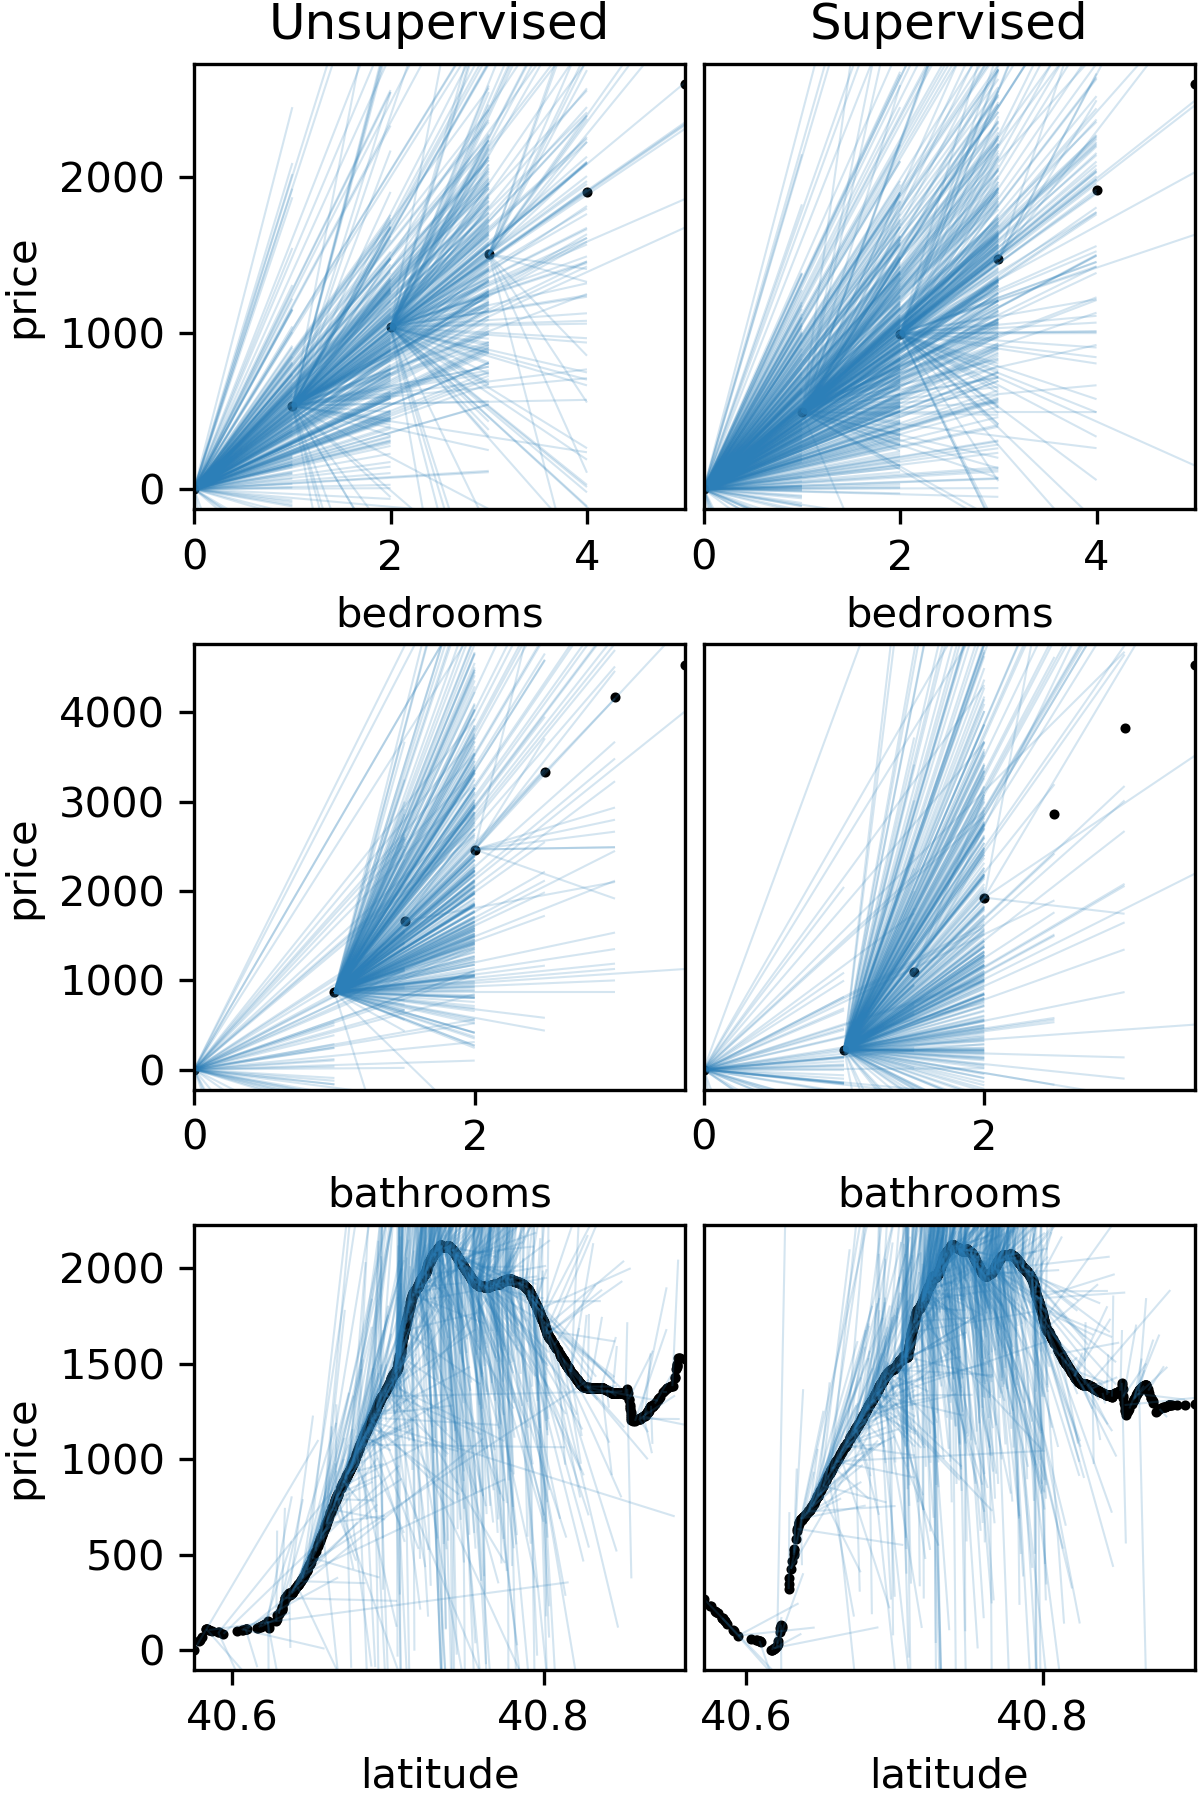 Unsupervised Supervised
2000
1000
0
price
0 2 4 0 2 4
bedrooms bedrooms
4000
3000
2000
1000
0
price
0 2 0 2
bathrooms bathrooms
2000
1500
1000
500
0
price
40.6 40.8 40.6 40.8
latitude latitude